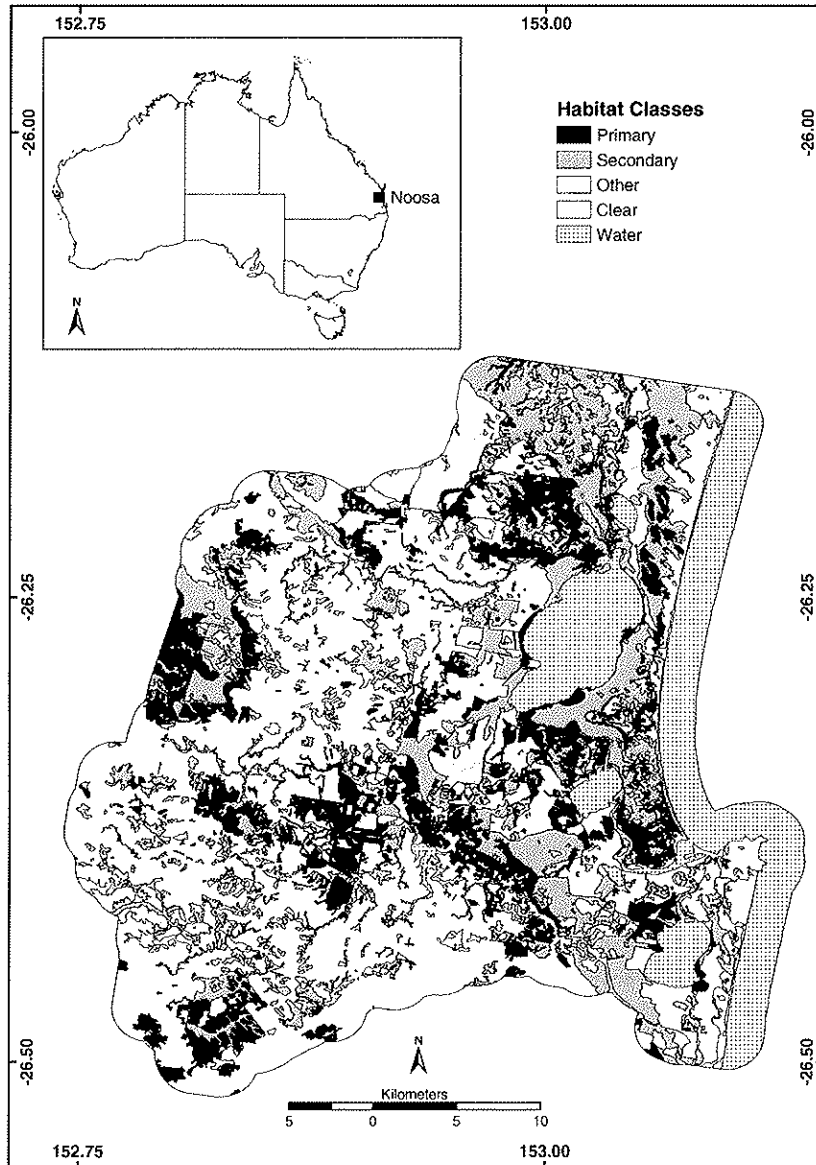 152.75 153.00
-26.00 -26.00
Noosa
N
Habitat Classes
Primary
Secondary
Other
Clear
Water
-26.25 -26.25
-26.50 -26.50
N
Kilometers
5 0 5 10
152.75 153.00